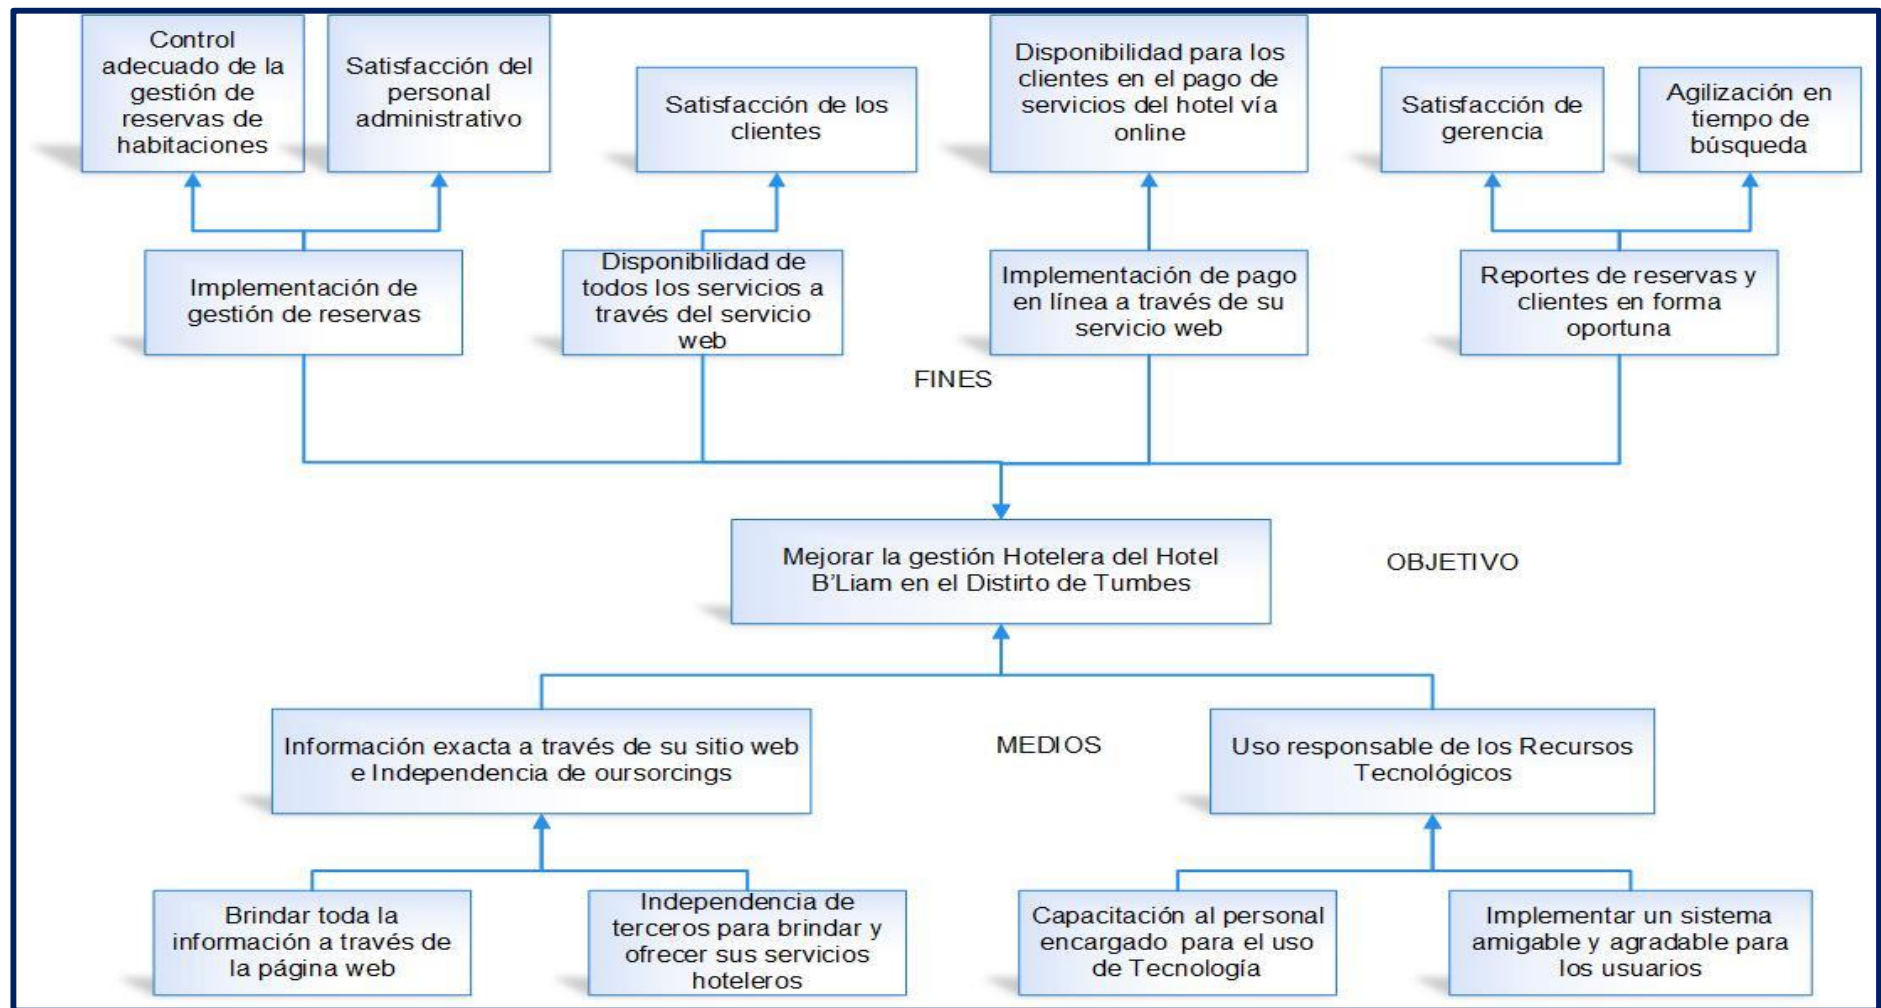 Control
adecuado de la
gestión de
reservas de
habitaciones
Satisfacción del
personal
administrativo
Satisfacción de los
clientes
Disponibilidad para los
clientes en el pago de
servicios del hotel vía
online
Satisfacción de
gerencia
Agilización en
tiempo de
búsqueda
Implementación de
gestión de reservas
Disponibilidad de
todos los servicios a
través del servicio
web
Implementación de pago
en línea a través de su
servicio web
Reportes de reservas y
clientes en forma
oportuna
FINES
Mejorar la gestión Hotelera del Hotel
B'Liam en el Distirto de Tumbes
OBJETIVO
Información exacta a través de su sitio web
e Independencia de oursorcings
MEDIOS
Uso responsable de los Recursos
Tecnológicos
Brindar toda la
información a través de
la página web
Independencia de
terceros para brindar y
ofrecer sus servicios
hoteleros
Capacitación al personal
encargado para el uso
de Tecnología
Implementar un sistema
amigable y agradable para
los usuarios